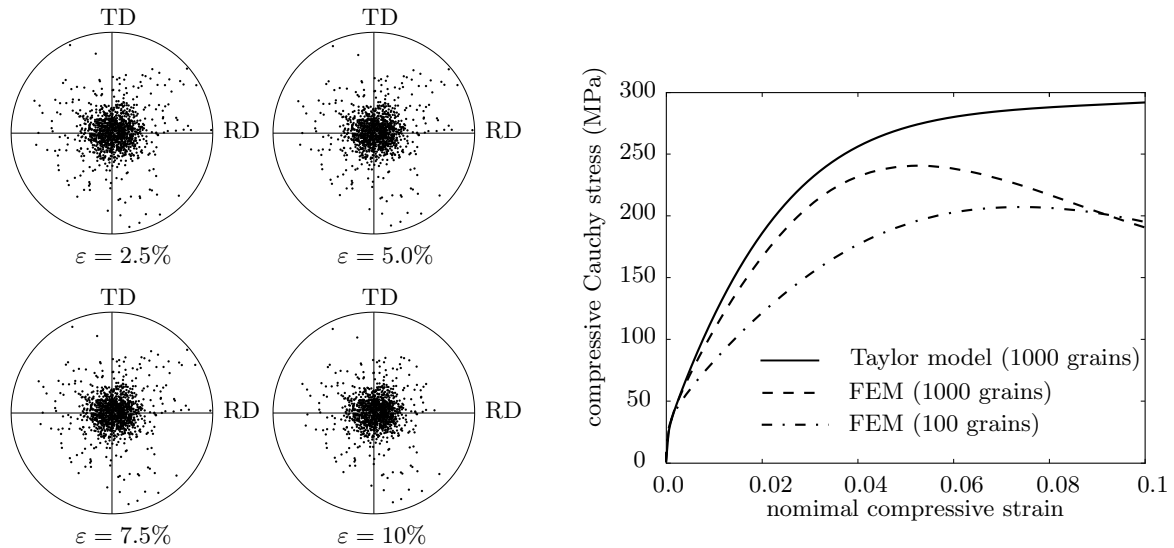 TD
TD
RD
RD
ε = 2.5%
ε = 5.0%
TD
TD
RD
RD
ε = 7.5%
ε = 10%
compressive Cauchy stress (MPa)
300
250
200
150
100
50
0
Taylor model (1000 grains)
FEM (1000 grains)
FEM (100 grains)
0.0 0.02 0.04 0.06 0.08 0.1
nomimal compressive strain